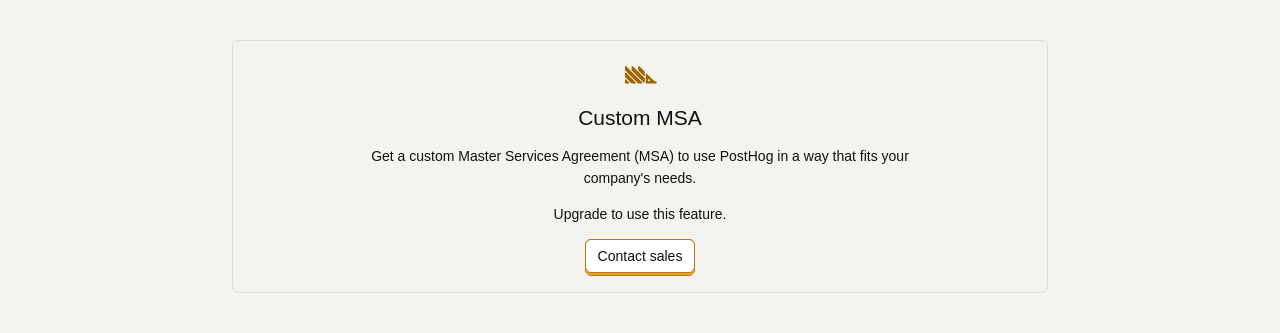 Custom MSA
Get a custom Master Services Agreement (MSA) to use PostHog in a way that fits your
company's needs.
Upgrade to use this feature.
Contact sales